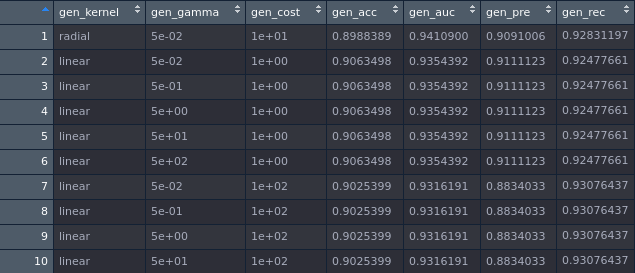 gen_kernel gen_gamma gen_cost gen_acc gen_auc gen_pre gen_rec
1 radial 5e-02 1e+01 0.8988389 0.9410900 0.9091006 0.92831197
2 linear 5e-02 1e+00 0.9063498 0.9354392 0.9111123 0.92477661
3 linear 5e-01 1e+00 0.9063498 0.9354392 0.9111123 0.92477661
4 linear 5e+00 1e+00 0.9063498 0.9354392 0.9111123 0.92477661
5 linear 5e+01 1e+00 0.9063498 0.9354392 0.9111123 0.92477661
6 linear 5e+02 1e+00 0.9063498 0.9354392 0.9111123 0.92477661
7 linear 5e-02 1e+02 0.9025399 0.9316191 0.8834033 0.93076437
8 linear 5e-01 1e+02 0.9025399 0.9316191 0.8834033 0.93076437
9 linear 5e+00 1e+02 0.9025399 0.9316191 0.8834033 0.93076437
10 linear 5e+01 1e+02 0.9025399 0.9316191 0.8834033 0.93076437